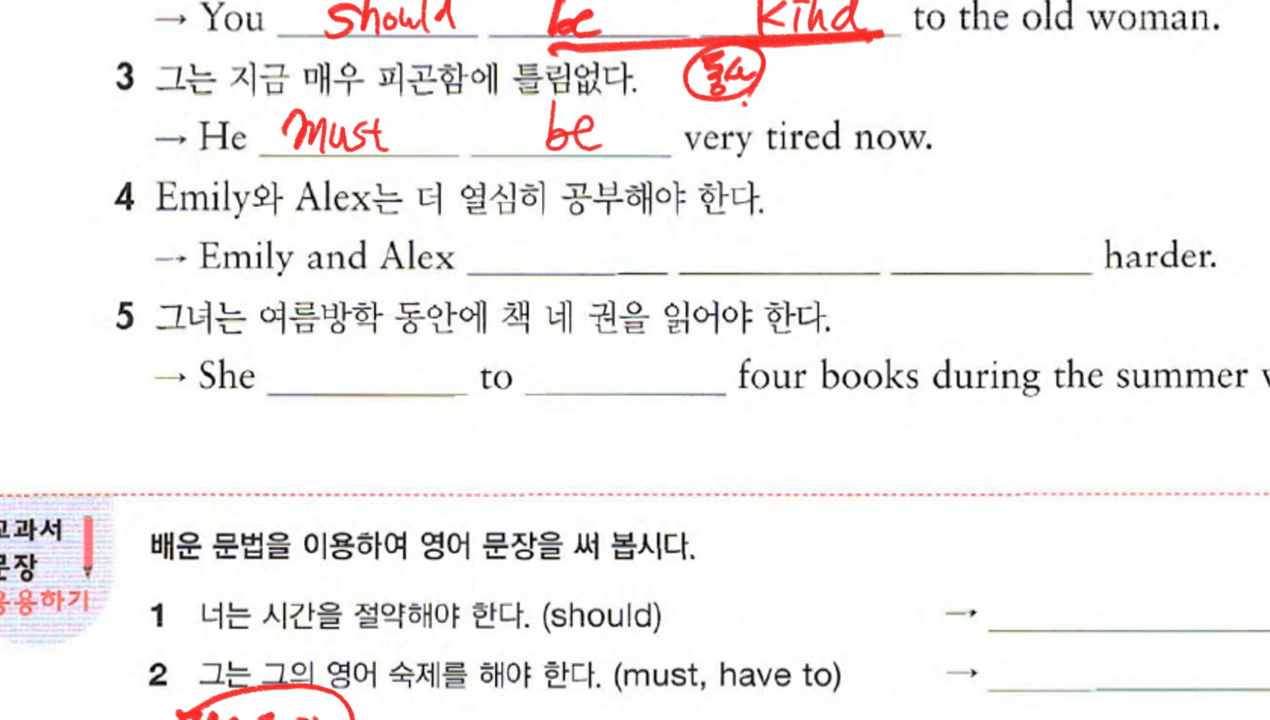 → You should be kind to the old woman.
3 그는 지금 매우 피곤함에 틀림없다.
→ He must be very tired now.
4 Emily와 Alex는 더 열심히 공부해야 한다.
→ Emily and Alex ____ ____ ____ harder.
5 그녀는 여름방학 동안에 책 네 권을 읽어야 한다.
→ She ____ to ____ four books during the summer
교과서
문장
응용하기
배운 문법을 이용하여 영어 문장을 써 봅시다.
1 너는 시간을 절약해야 한다. (should) →
2 그는 그의 영어 숙제를 해야 한다. (must, have to) →